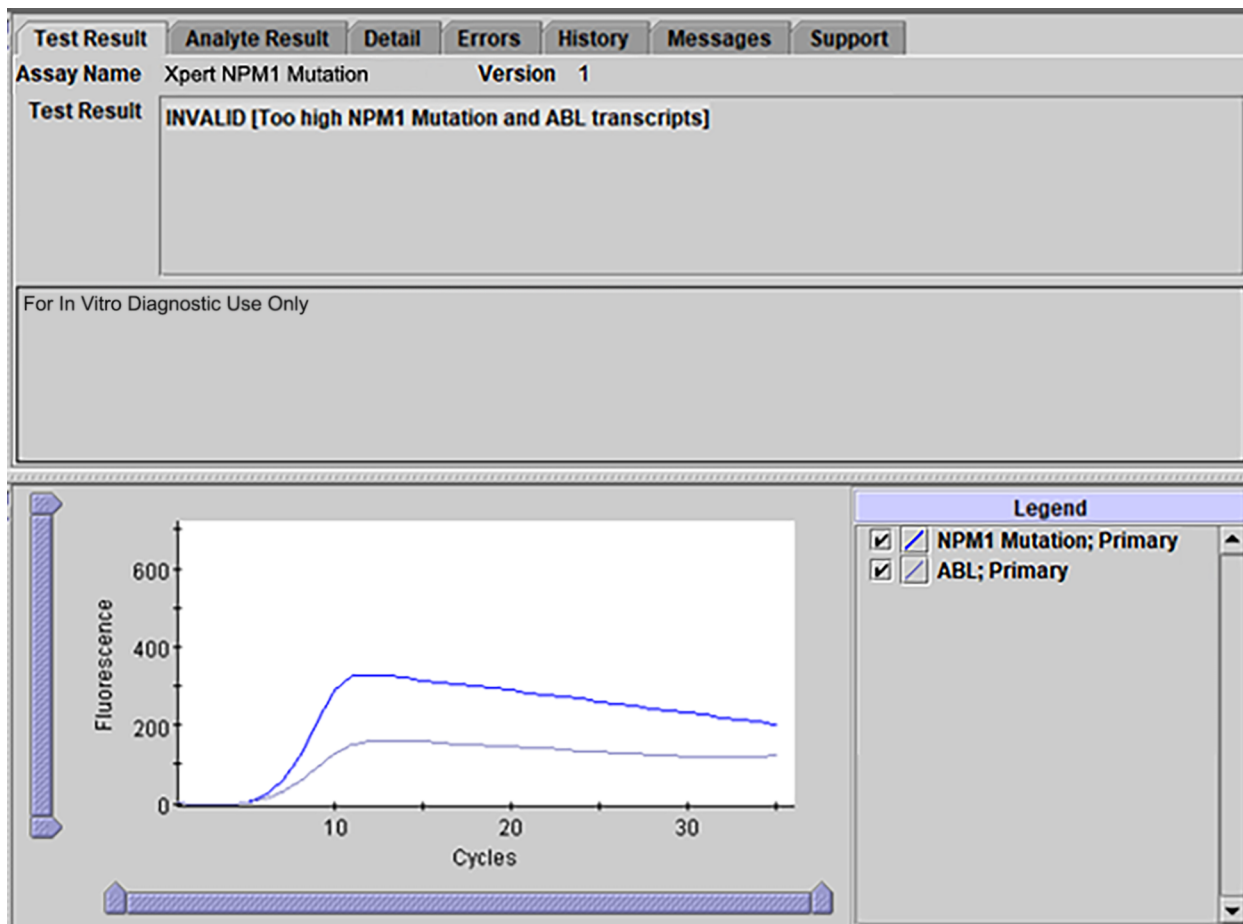 Test Result Analyte Result Detail Errors History Messages Support
Assay Name Xpert NPM1 Mutation Version 1
Test Result INVALID [Too high NPM1 Mutation and ABL transcripts]
For In Vitro Diagnostic Use Only
Legend
NPM1 Mutation; Primary
ABL; Primary
600
400
200
0
Fluorescence
10 20 30
Cycles